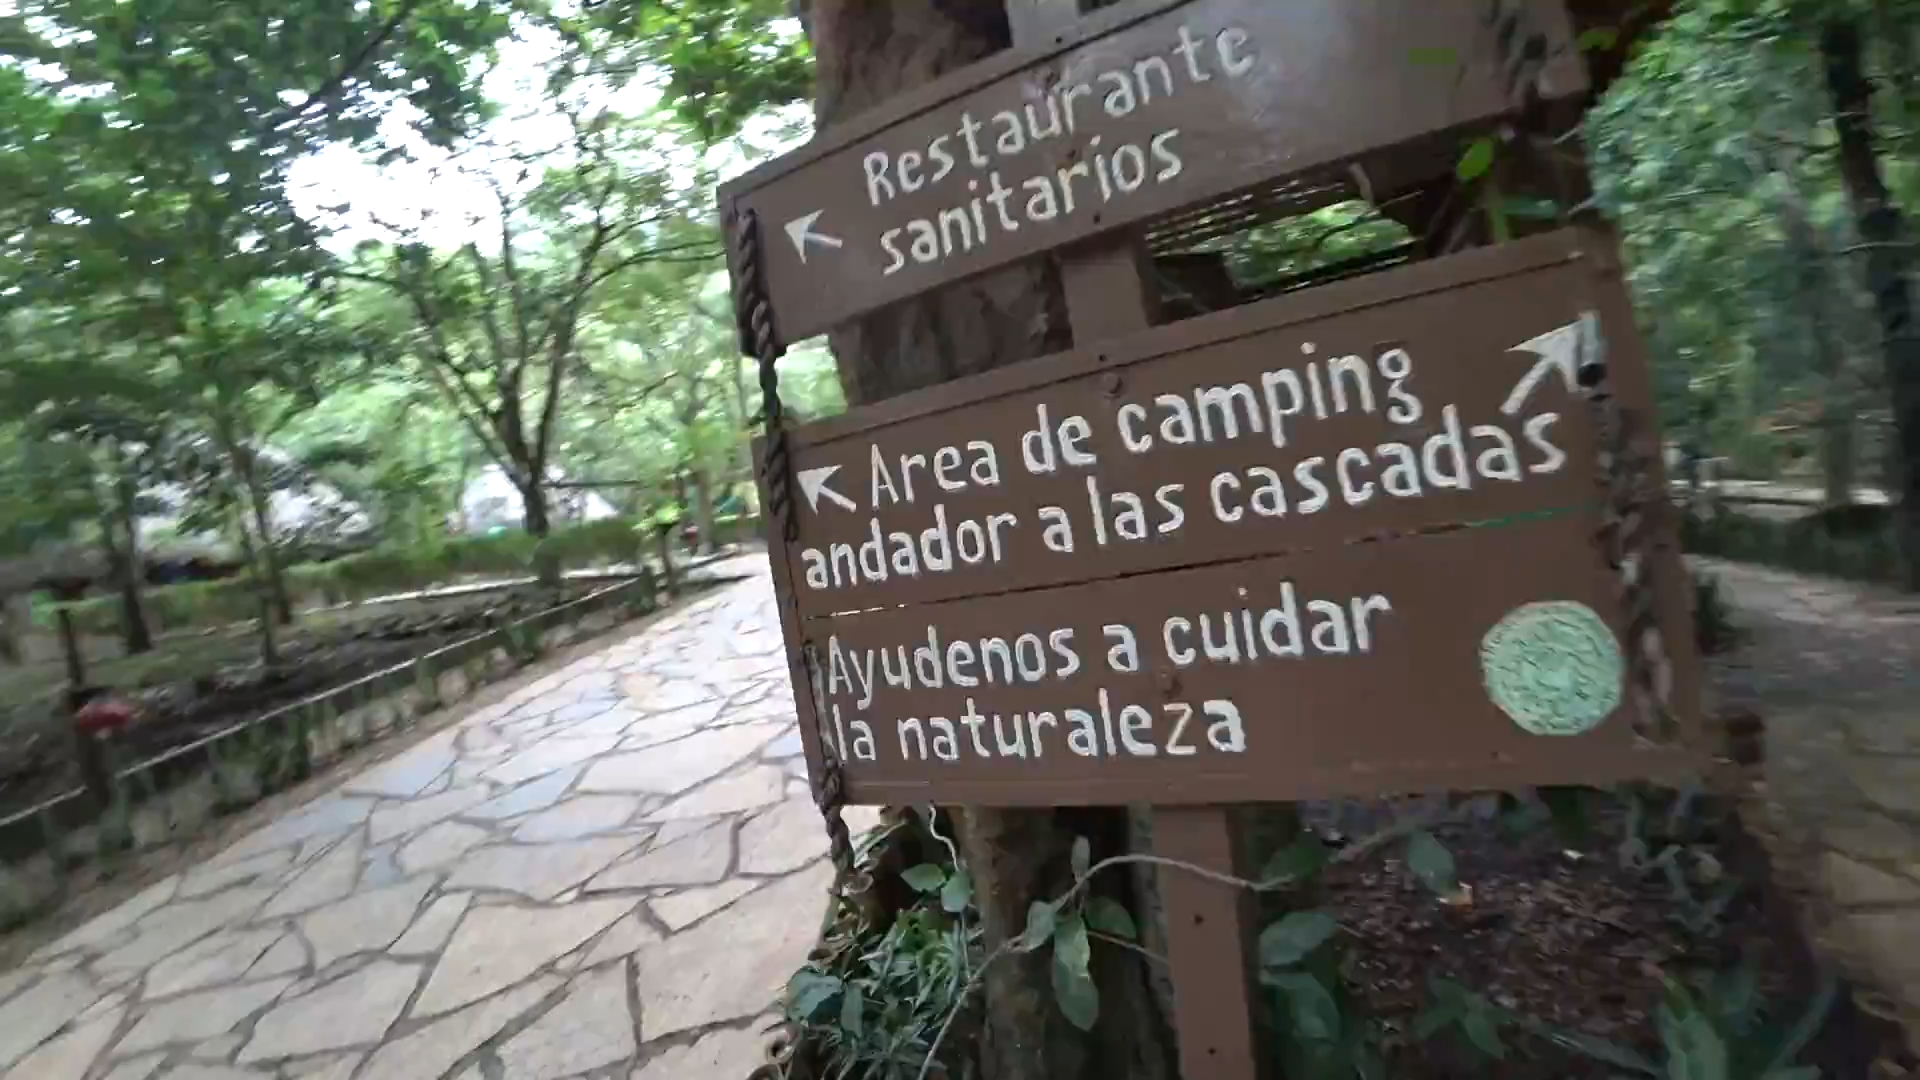 Restaurante
sanitarios
Area de camping
andador a las cascadas
Ayudenos a cuidar
la naturaleza